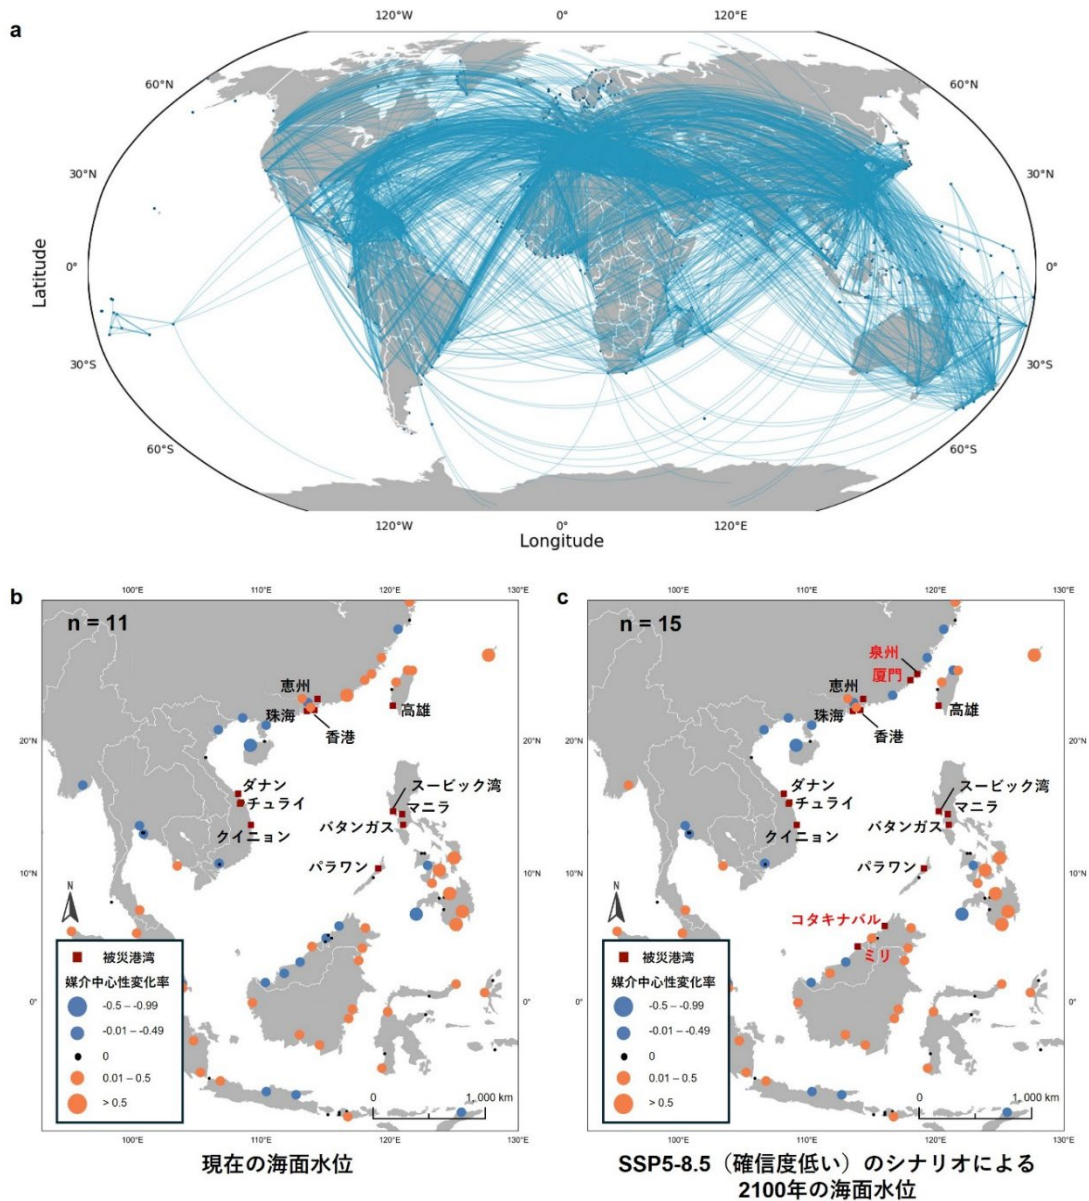 a
120°W 0° 120°E
60°N 60°N
30°N 30°N
Latitude
0° 0°
30°S 30°S
60°S 60°S
120°W 0° 120°E
Longitude
b
100°E 110°E 120°E 130°E
n = 11
恵州
珠海
香港
高雄
20°N 20°N
ダナン
チュライ
クイニョン
スービック湾
マニラ
バタンガス
パラワン
10°N 10°N
N
被災港湾
媒介中心性変化率
-0.5 – -0.99
-0.01 – -0.49
0
0.01 – 0.5
> 0.5
0° 0°
0 1,000 km
100°E 110°E 120°E 130°E
現在の海面水位
c
100°E 110°E 120°E 130°E
n = 15
泉州
厦門
恵州
珠海
香港
高雄
20°N 20°N
ダナン
チュライ
クイニョン
スービック湾
マニラ
バタンガス
パラワン
10°N 10°N
コタキナバル
ミリ
N
被災港湾
媒介中心性変化率
-0.5 – -0.99
-0.01 – -0.49
0
0.01 – 0.5
> 0.5
0° 0°
0 1,000 km
100°E 110°E 120°E 130°E
SSP5-8.5（確信度低い）のシナリオによる
2100年の海面水位